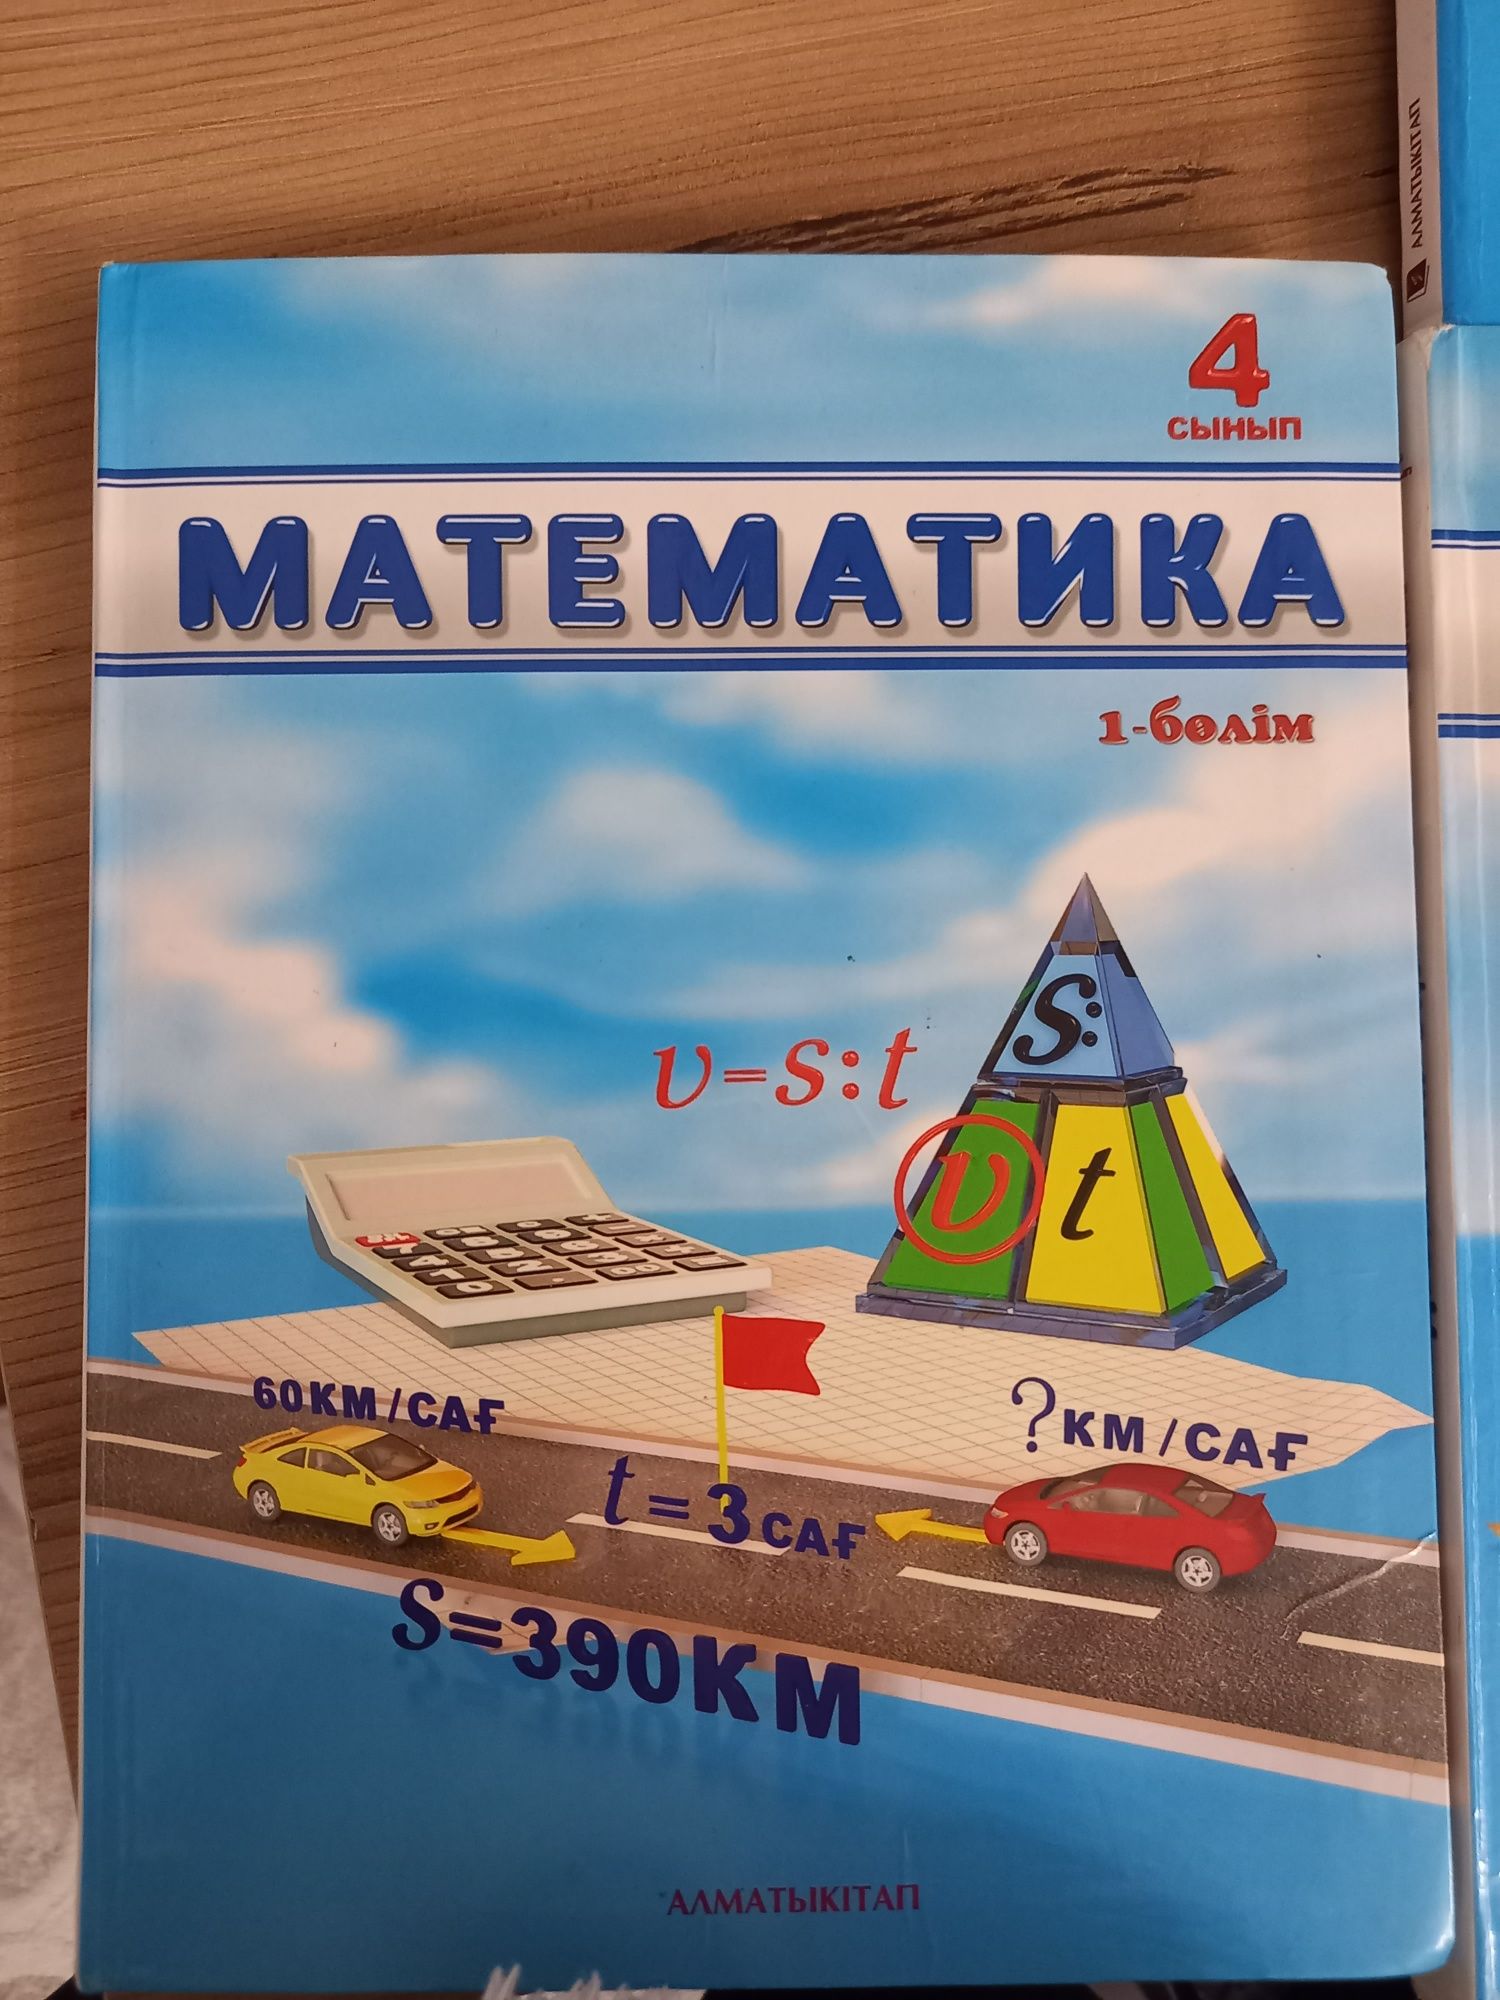 АЛМАТЫКІТАП
4
СЫНЫП
МАТЕМАТИКА
1-бөлім
s:
υ=s:t
υ t
60КМ/САҒ
?КМ/САҒ
t=3САҒ
S=390КМ
АЛМАТЫКІТАП